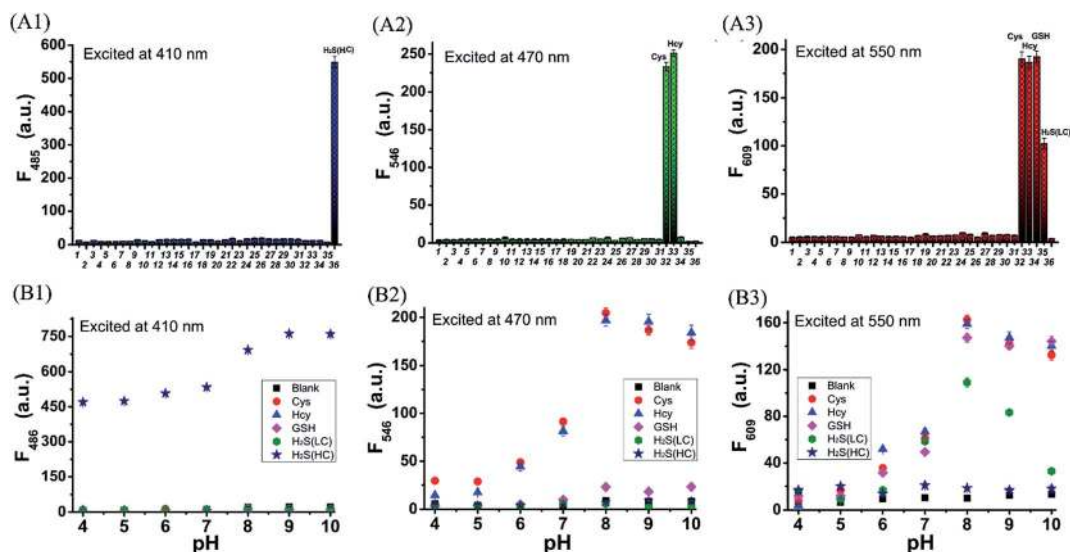 (A1)
Excited at 410 nm
H₂S(HC)
F485 (a.u.)
600
500
400
300
200
100
0
1 3 5 7 9 11 13 15 17 19 21 23 25 27 29 31 33 35
2 4 6 8 10 12 14 16 18 20 22 24 26 28 30 32 34 36
(A2)
Excited at 470 nm
Cys
Hcy
F546 (a.u.)
250
200
150
100
50
0
1 3 5 7 9 11 13 15 17 19 21 23 25 27 29 31 33 35
2 4 6 8 10 12 14 16 18 20 22 24 26 28 30 32 34 36
(A3)
Excited at 550 nm
Cys
Hcy
GSH
H₂S(LC)
F609 (a.u.)
200
150
100
50
0
1 3 5 7 9 11 13 15 17 19 21 23 25 27 29 31 33 35
2 4 6 8 10 12 14 16 18 20 22 24 26 28 30 32 34 36
(B1)
Excited at 410 nm
F486 (a.u.)
750
600
450
300
150
0
Blank
Cys
Hcy
GSH
H₂S(LC)
H₂S(HC)
4 5 6 7 8 9 10
pH
(B2)
Excited at 470 nm
F546 (a.u.)
200
150
100
50
0
Blank
Cys
Hcy
GSH
H₂S(LC)
H₂S(HC)
4 5 6 7 8 9 10
pH
(B3)
Excited at 550 nm
F609 (a.u.)
160
120
80
40
0
Blank
Cys
Hcy
GSH
H₂S(LC)
H₂S(HC)
4 5 6 7 8 9 10
pH